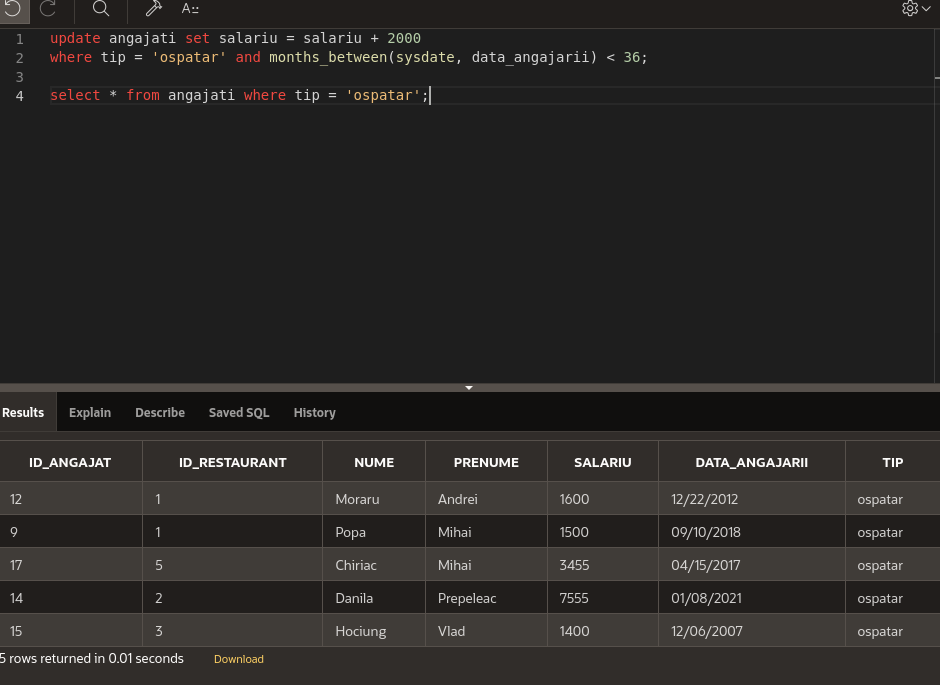 A
1 update angajati set salariu = salariu + 2000
2 where tip = 'ospatar' and months_between(sysdate, data_angajarii) < 36;
3
4 select * from angajati where tip = 'ospatar';
Results Explain Describe Saved SQL History
ID_ANGAJAT ID_RESTAURANT NUME PRENUME SALARIU DATA_ANGAJARII TIP
12 1 Moraru Andrei 1600 12/22/2012 ospatar
9 1 Popa Mihai 1500 09/10/2018 ospatar
17 5 Chiriac Mihai 3455 04/15/2017 ospatar
14 2 Danila Prepeleac 7555 01/08/2021 ospatar
15 3 Hociung Vlad 1400 12/06/2007 ospatar
5 rows returned in 0.01 seconds Download